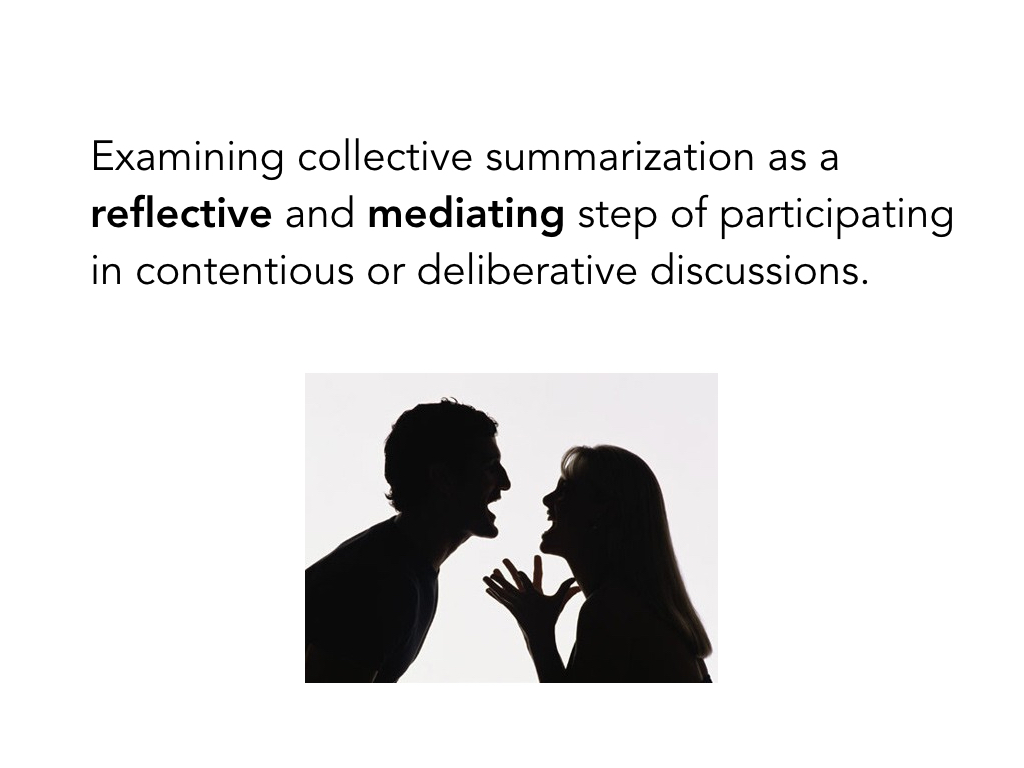 Examining collective summarization as a
reflective and mediating step of participating
in contentious or deliberative discussions.